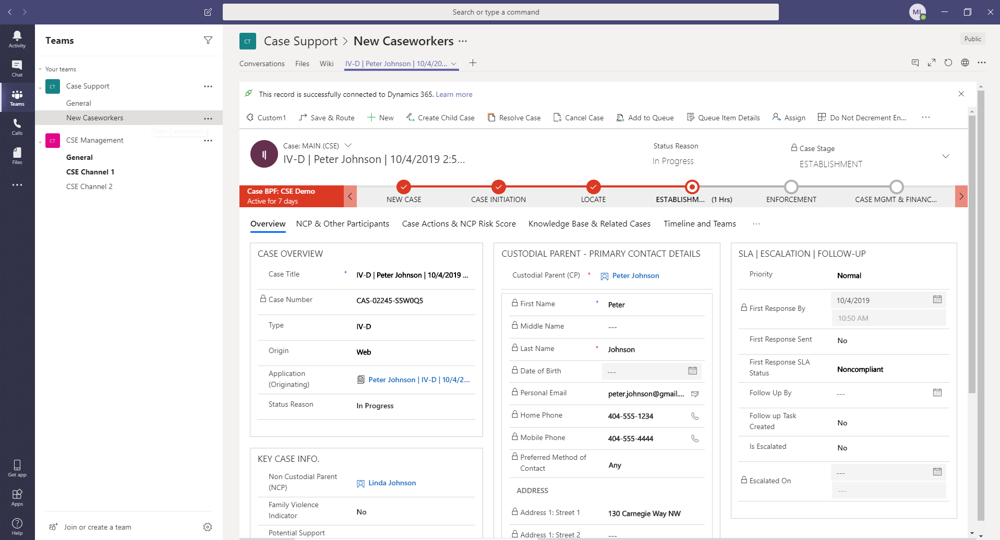 Search or type a command
MI
Activity
Chat
Teams
Calls
Files
Get app
Apps
Help
Teams
Your teams
CT
Case Support
General
New Caseworkers
New Caseworkers
CT
CSE Management
General
CSE Channel 1
CSE Channel 2
Join or create a team
CT
Case Support > New Caseworkers
Public
Conversations
Files
Wiki
IV-D | Peter Johnson | 10/4/20...
This record is successfully connected to Dynamics 365. Learn more
Custom1
Save & Route
New
Create Child Case
Resolve Case
Cancel Case
Add to Queue
Queue Item Details
Assign
Do Not Decrement En...
I|
Case: MAIN (CSE)
IV-D | Peter Johnson | 10/4/2019 2:5...
Status Reason
In Progress
Case Stage
ESTABLISHMENT
Case BPF: CSE Demo
Active for 7 days
NEW CASE
CASE INITIATION
LOCATE
ESTABLISHM... (1 Hrs)
ENFORCEMENT
CASE MGMT & FINANC...
Overview
NCP & Other Participants
Case Actions & NCP Risk Score
Knowledge Base & Related Cases
Timeline and Teams
CASE OVERVIEW
Case Title + IV-D | Peter Johnson | 10/4/2019 ...
Case Number CAS-02245-S5W0Q5
Type IV-D
Origin Web
Application
(Originating)
Peter Johnson | IV-D | 10/4/2...
Status Reason In Progress
KEY CASE INFO.
Non Custodial Parent
(NCP)
Linda Johnson
Family Violence
Indicator
No
Potential Support
CUSTODIAL PARENT - PRIMARY CONTACT DETAILS
Custodial Parent (CP) * Peter Johnson
First Name + Peter
Middle Name ---
Last Name * Johnson
Date of Birth ---
Personal Email peter.johnson@gmail....
Home Phone 404-555-1234
Mobile Phone 404-555-4444
Preferred Method of
Contact
Any
ADDRESS
Address 1: Street 1 130 Carnegie Way NW
Address 1: Street 2 ---
SLA | ESCALATION | FOLLOW-UP
Priority Normal
First Response By
10/4/2019
10:50 AM
First Response Sent No
First Response SLA
Status
Noncompliant
Follow Up By ---
Follow up Task
Created
No
Is Escalated No
Escalated On
---
---